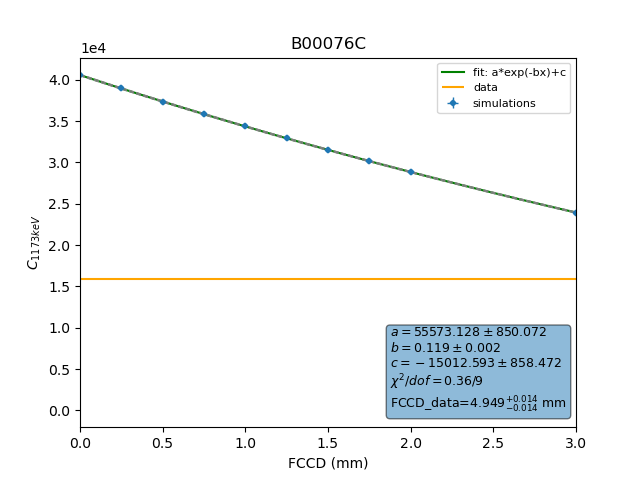 B00076C
1e4
4.0
3.5
3.0
2.5
2.0
1.5
1.0
0.5
0.0
C1173keV
fit: a*exp(-bx)+c
data
simulations
a = 55573.128 ± 850.072
b = 0.119 ± 0.002
c = −15012.593 ± 858.472
χ²/dof = 0.36/9
FCCD_data=4.949 +0.014 −0.014 mm
0.0 0.5 1.0 1.5 2.0 2.5 3.0
FCCD (mm)